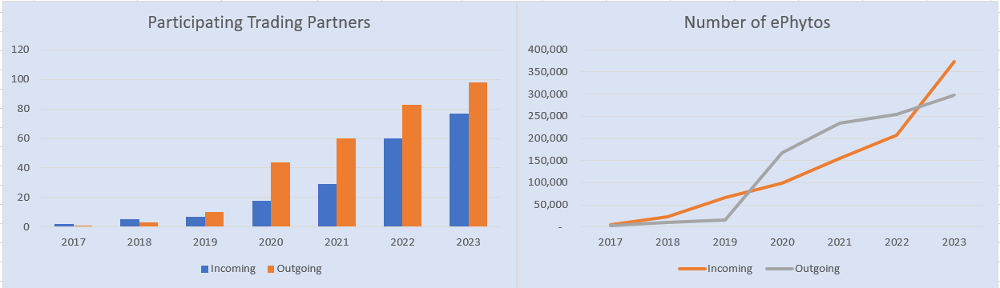 Participating Trading Partners
120
100
80
60
40
20
0
2017 2018 2019 2020 2021 2022 2023
Incoming Outgoing
Number of ePhytos
400,000
350,000
300,000
250,000
200,000
150,000
100,000
50,000
-
2017 2018 2019 2020 2021 2022 2023
Incoming Outgoing